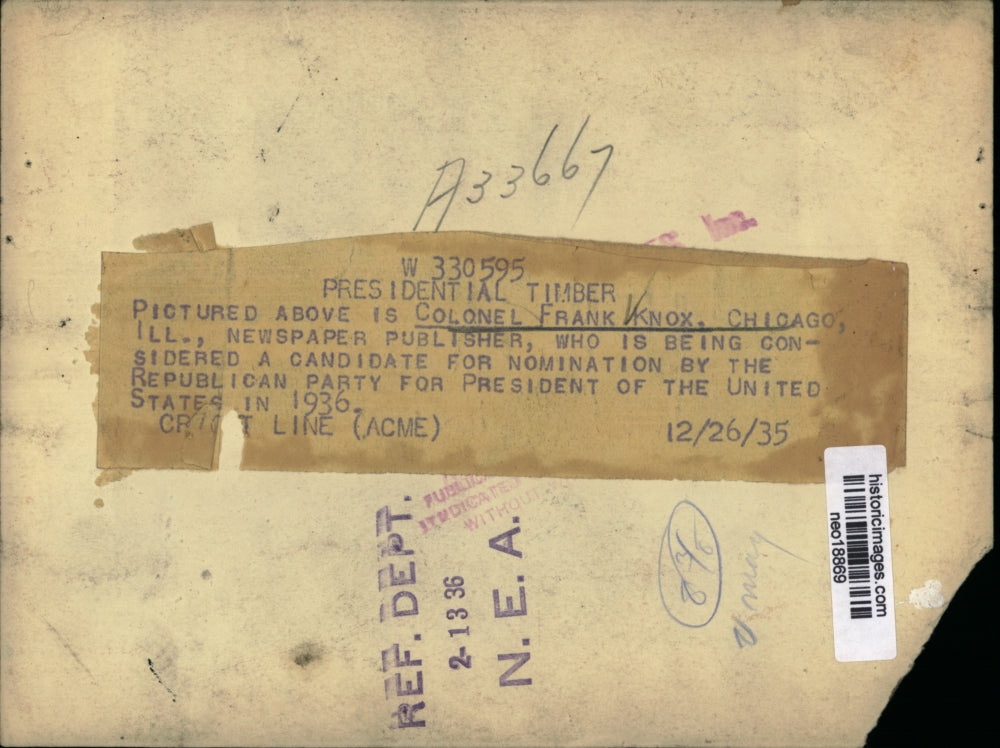 A33667
W 330595
PRESIDENTIAL TIMBER
PICTURED ABOVE IS COLONEL FRANK KNOX, CHICAGO,
ILL., NEWSPAPER PUBLISHER, WHO IS BEING CON-
SIDERED A CANDIDATE FOR NOMINATION BY THE
REPUBLICAN PARTY FOR PRESIDENT OF THE UNITED
STATES IN 1936.
LINE (ACME) 12/26/35
SYNDICATED
WITHOUT
REF. DEPT.
2-13 36
N. E. A.
historicimages.com
neo18869